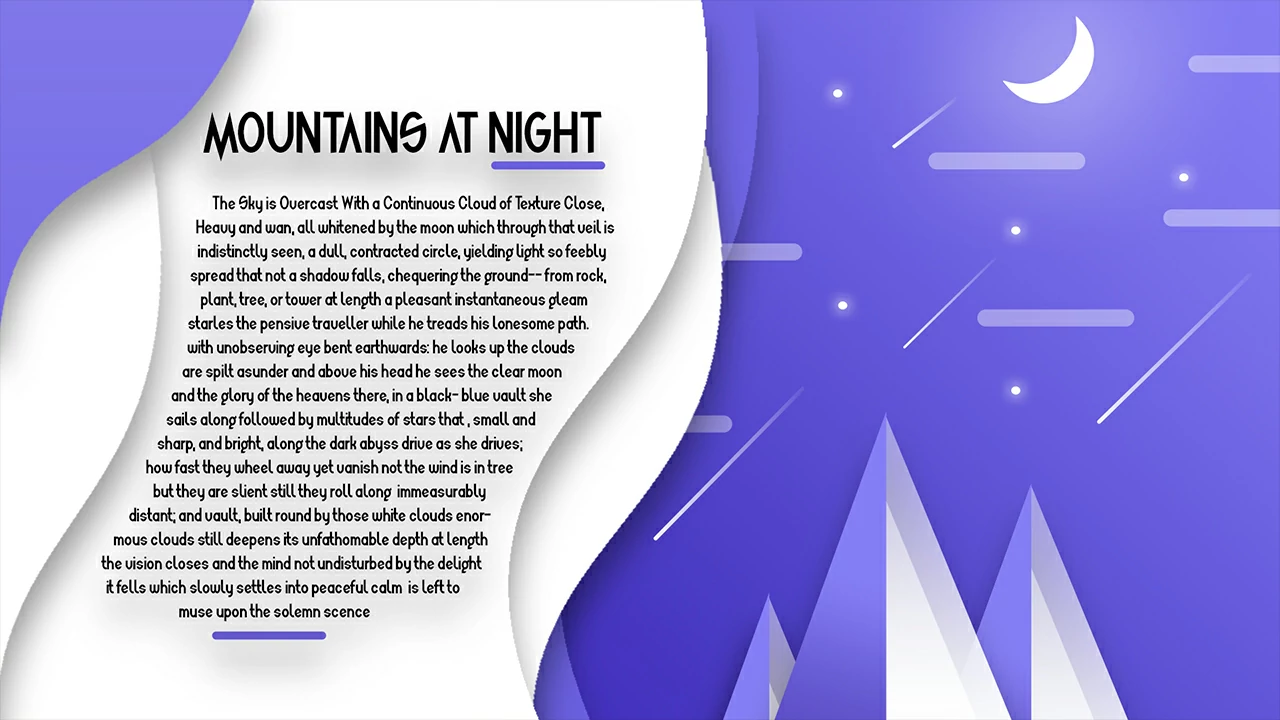 MOUNTAINS AT NIGHT
The Sky is Overcast With a Continuous Cloud of Texture Close,
Heavy and wan, all whitened by the moon which through that veil is
indistinctly seen, a dull, contracted circle, yielding light so feebly
spread that not a shadow falls, chequering the ground-- from rock,
plant, tree, or tower at length a pleasant instantaneous gleam
starles the pensive traveller while he treads his lonesome path.
with unobserving eye bent earthwards: he looks up the clouds
are spilt asunder and above his head he sees the clear moon
and the glory of the heavens there, in a black- blue vault she
sails along followed by multitudes of stars that , small and
sharp, and bright, along the dark abyss drive as she drives;
how fast they wheel away yet vanish not the wind is in tree
but they are slient still they roll along immeasurably
distant; and vault, built round by those white clouds enor-
mous clouds still deepens its unfathomable depth at length
the vision closes and the mind not undisturbed by the delight
it fells which slowly settles into peaceful calm is left to
muse upon the solemn scence